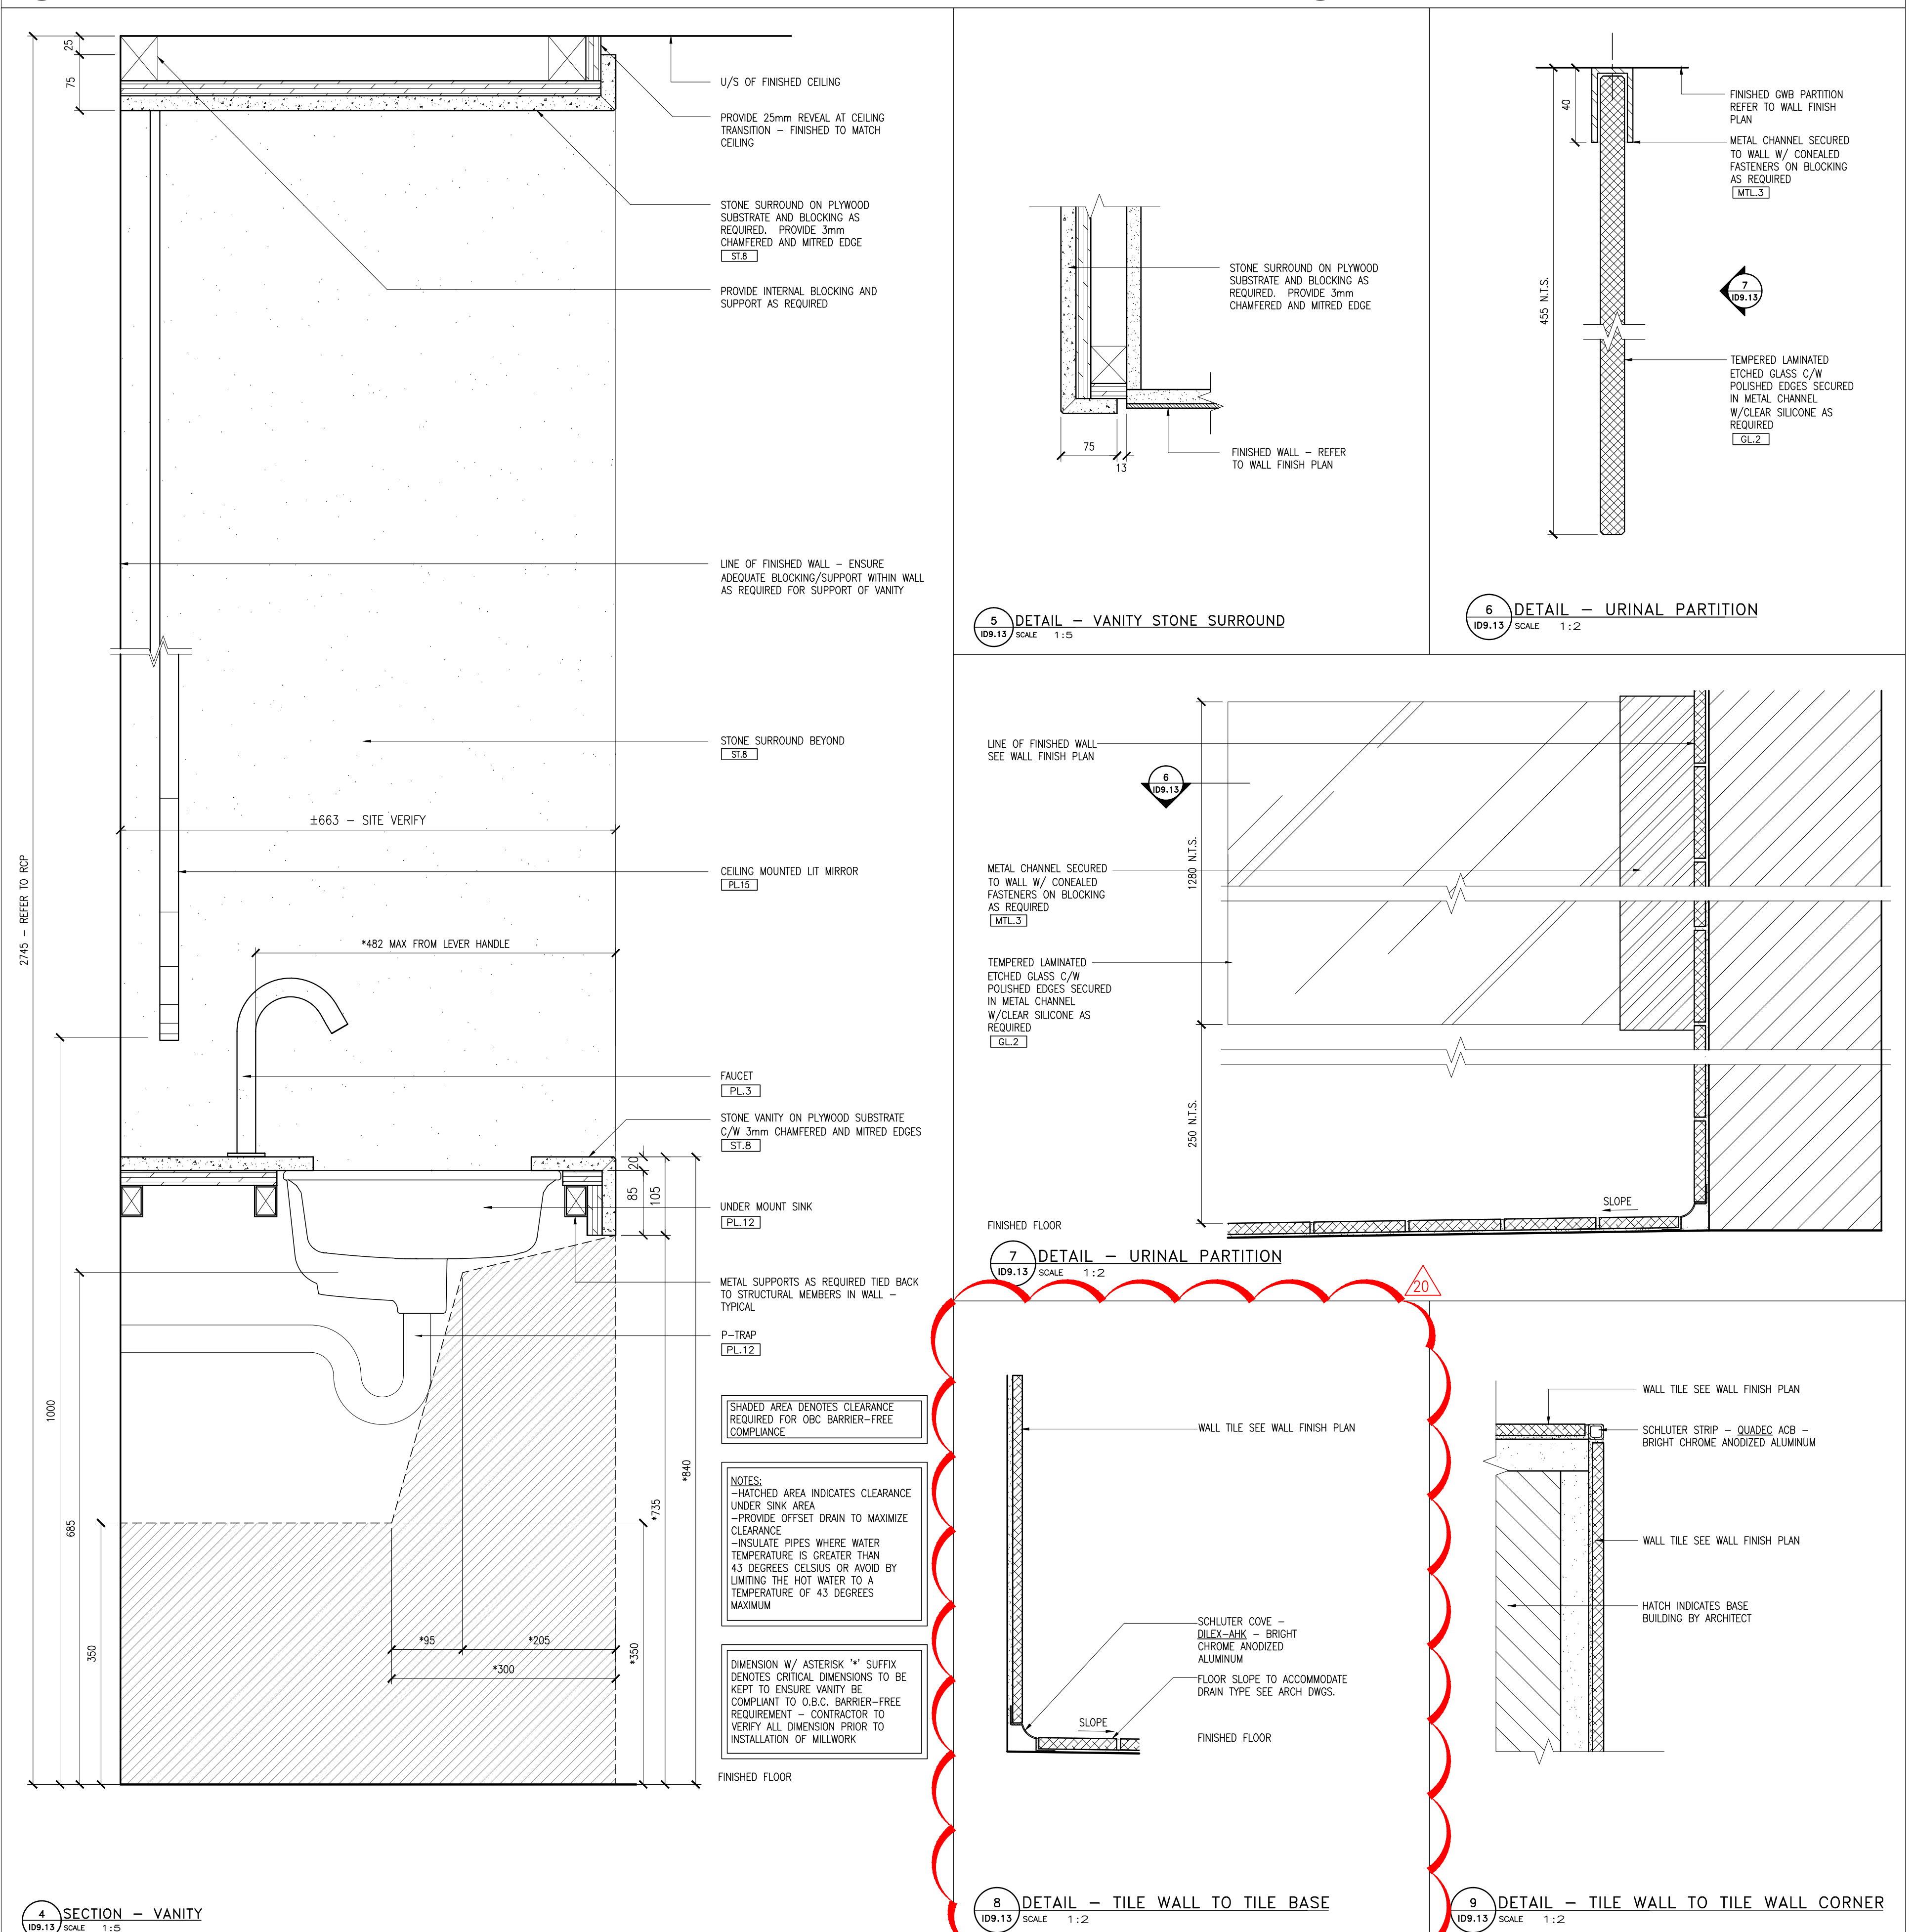 25
75
U/S OF FINISHED CEILING
PROVIDE 25mm REVEAL AT CEILING
TRANSITION – FINISHED TO MATCH
CEILING
STONE SURROUND ON PLYWOOD
SUBSTRATE AND BLOCKING AS
REQUIRED. PROVIDE 3mm
CHAMFERED AND MITRED EDGE
ST.8
PROVIDE INTERNAL BLOCKING AND
SUPPORT AS REQUIRED
LINE OF FINISHED WALL – ENSURE
ADEQUATE BLOCKING/SUPPORT WITHIN WALL
AS REQUIRED FOR SUPPORT OF VANITY
STONE SURROUND BEYOND
ST.8
±663 – SITE VERIFY
2745 – REFER TO RCP
CEILING MOUNTED LIT MIRROR
PL.15
*482 MAX FROM LEVER HANDLE
FAUCET
PL.3
STONE VANITY ON PLYWOOD SUBSTRATE
C/W 3mm CHAMFERED AND MITRED EDGES
ST.8
20
85
105
UNDER MOUNT SINK
PL.12
METAL SUPPORTS AS REQUIRED TIED BACK
TO STRUCTURAL MEMBERS IN WALL –
TYPICAL
P–TRAP
PL.12
1000
685
350
*95
*205
*300
*350
*735
*840
SHADED AREA DENOTES CLEARANCE
REQUIRED FOR OBC BARRIER–FREE
COMPLIANCE
NOTES:
–HATCHED AREA INDICATES CLEARANCE
UNDER SINK AREA
–PROVIDE OFFSET DRAIN TO MAXIMIZE
CLEARANCE
–INSULATE PIPES WHERE WATER
TEMPERATURE IS GREATER THAN
43 DEGREES CELSIUS OR AVOID BY
LIMITING THE HOT WATER TO A
TEMPERATURE OF 43 DEGREES
MAXIMUM
DIMENSION W/ ASTERISK '*' SUFFIX
DENOTES CRITICAL DIMENSIONS TO BE
KEPT TO ENSURE VANITY BE
COMPLIANT TO O.B.C. BARRIER–FREE
REQUIREMENT – CONTRACTOR TO
VERIFY ALL DIMENSION PRIOR TO
INSTALLATION OF MILLWORK
FINISHED FLOOR
4 SECTION – VANITY
ID9.13 SCALE 1:5
STONE SURROUND ON PLYWOOD
SUBSTRATE AND BLOCKING AS
REQUIRED. PROVIDE 3mm
CHAMFERED AND MITRED EDGE
75
13
FINISHED WALL – REFER
TO WALL FINISH PLAN
5 DETAIL – VANITY STONE SURROUND
ID9.13 SCALE 1:5
40
455 N.T.S.
FINISHED GWB PARTITION
REFER TO WALL FINISH
PLAN
METAL CHANNEL SECURED
TO WALL W/ CONEALED
FASTENERS ON BLOCKING
AS REQUIRED
MTL.3
7
ID9.13
TEMPERED LAMINATED
ETCHED GLASS C/W
POLISHED EDGES SECURED
IN METAL CHANNEL
W/CLEAR SILICONE AS
REQUIRED
GL.2
6 DETAIL – URINAL PARTITION
ID9.13 SCALE 1:2
LINE OF FINISHED WALL
SEE WALL FINISH PLAN
6
ID9.13
METAL CHANNEL SECURED
TO WALL W/ CONEALED
FASTENERS ON BLOCKING
AS REQUIRED
MTL.3
1280 N.T.S.
TEMPERED LAMINATED
ETCHED GLASS C/W
POLISHED EDGES SECURED
IN METAL CHANNEL
W/CLEAR SILICONE AS
REQUIRED
GL.2
250 N.T.S.
SLOPE
FINISHED FLOOR
7 DETAIL – URINAL PARTITION
ID9.13 SCALE 1:2
20
WALL TILE SEE WALL FINISH PLAN
SCHLUTER COVE –
DILEX–AHK – BRIGHT
CHROME ANODIZED
ALUMINUM
FLOOR SLOPE TO ACCOMMODATE
DRAIN TYPE SEE ARCH DWGS.
SLOPE
FINISHED FLOOR
8 DETAIL – TILE WALL TO TILE BASE
ID9.13 SCALE 1:2
WALL TILE SEE WALL FINISH PLAN
SCHLUTER STRIP – QUADEC ACB –
BRIGHT CHROME ANODIZED ALUMINUM
WALL TILE SEE WALL FINISH PLAN
HATCH INDICATES BASE
BUILDING BY ARCHITECT
9 DETAIL – TILE WALL TO TILE WALL CORNER
ID9.13 SCALE 1:2